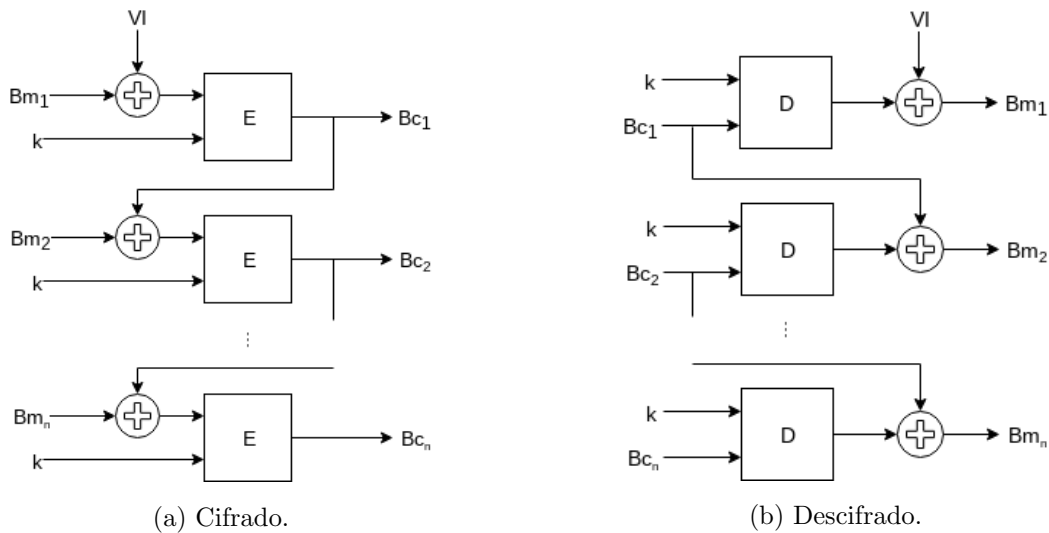 VI
Bm1
E
Bc1
k
Bm2
E
Bc2
k
Bmn
E
Bcn
k
(a) Cifrado.
VI
k
D
Bm1
Bc1
k
D
Bm2
Bc2
k
D
Bmn
Bcn
(b) Descifrado.